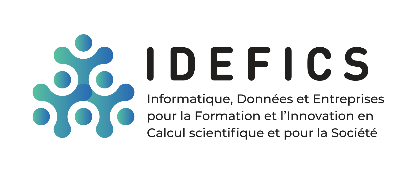 IDEFICS
Informatique, Données et Entreprises
pour la Formation et l'Innovation en
Calcul scientifique et pour la Société